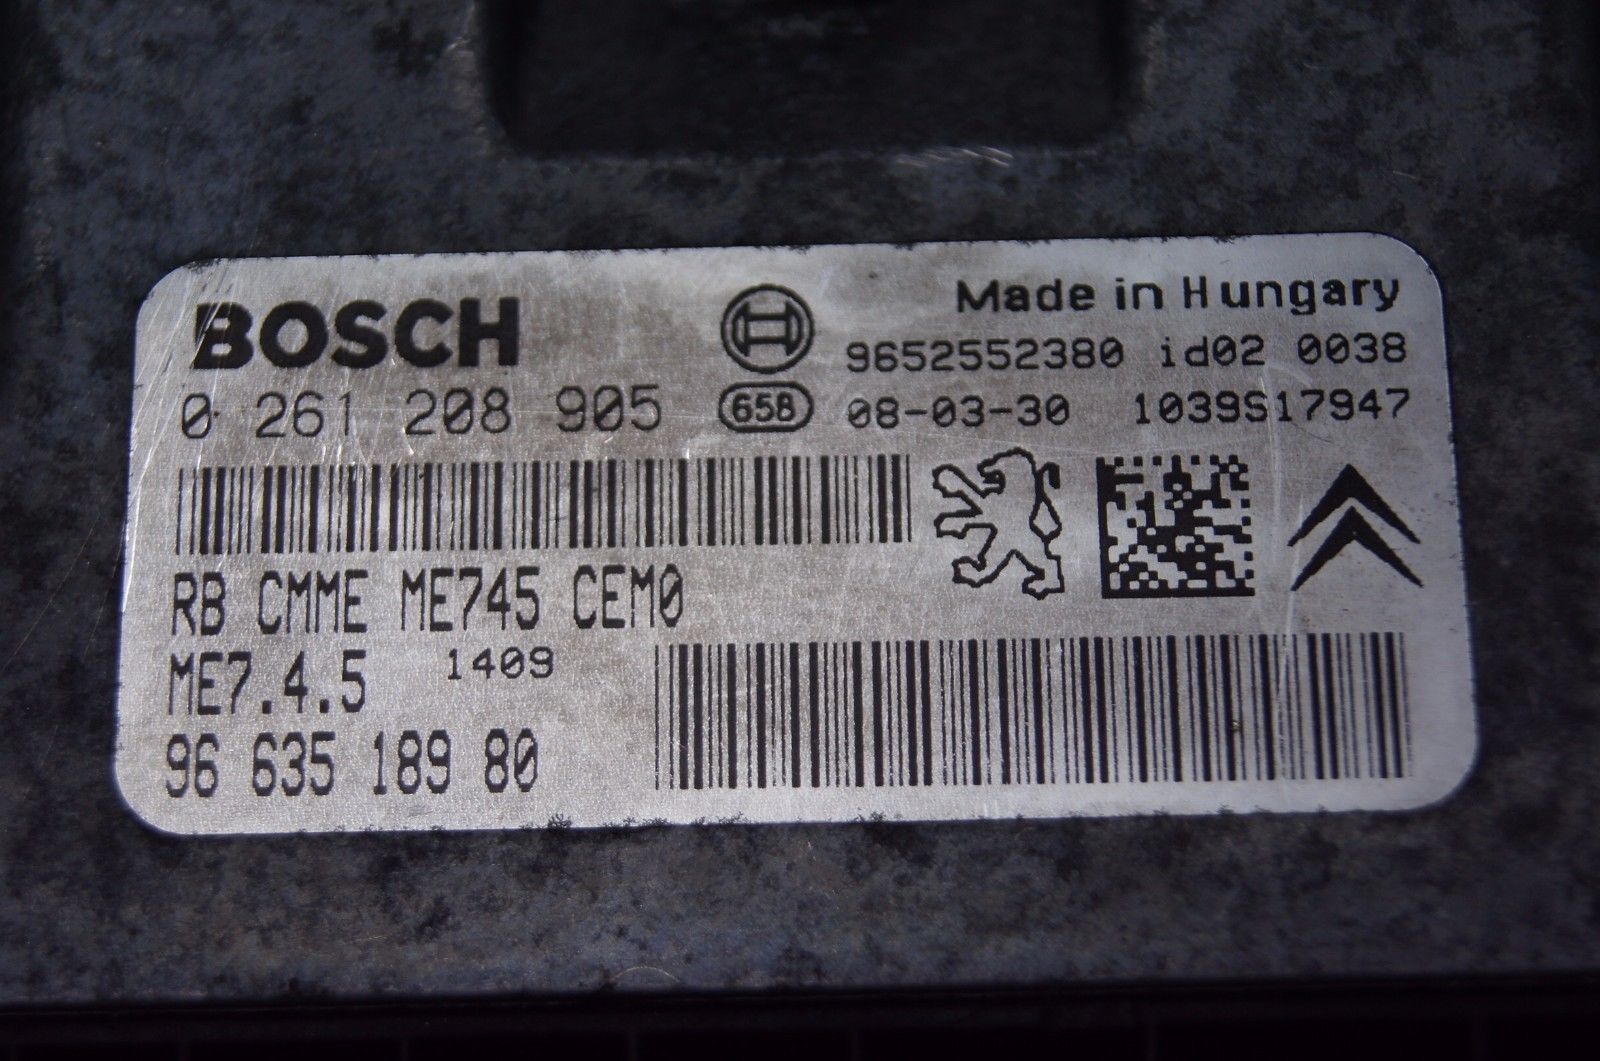 BOSCH
Made in Hungary
9652552380 id02 0038
0 261 208 905
658
08-03-30 1039S17947
RB CMME ME745 CEM0
ME7.4.5 1409
96 635 189 80